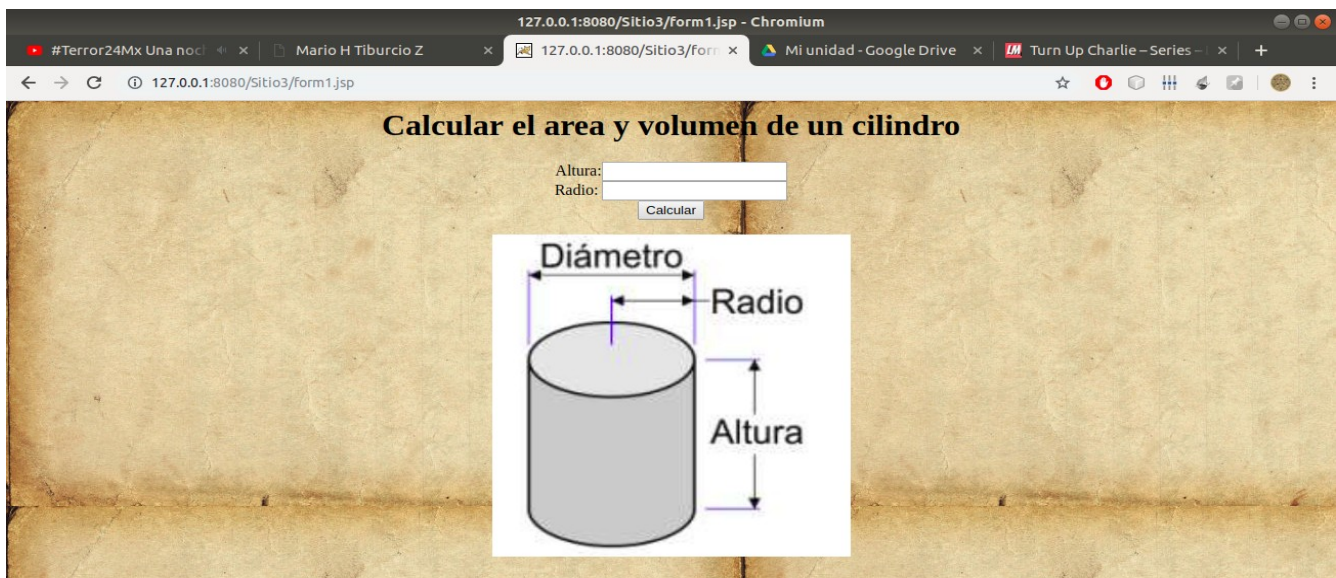 127.0.0.1:8080/Sitio3/form1.jsp - Chromium
#Terror24Mx Una noc
Mario H Tiburcio Z
127.0.0.1:8080/Sitio3/for
Mi unidad - Google Drive
LM Turn Up Charlie – Series –
127.0.0.1:8080/Sitio3/form1.jsp
Calcular el area y volumen de un cilindro
Altura:
Radio:
Calcular
Diámetro
Radio
Altura